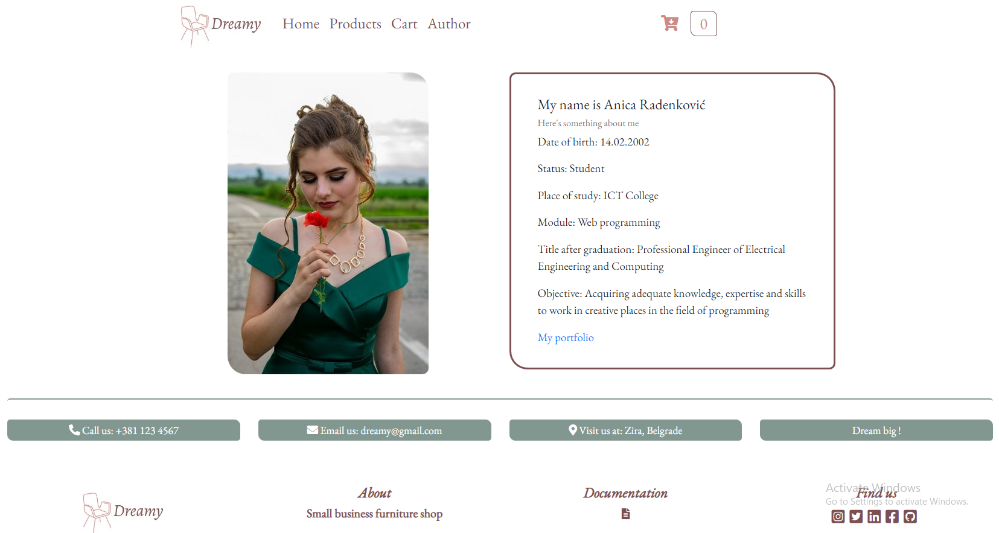 Dreamy
Home Products Cart Author
0
My name is Anica Radenković
Here's something about me
Date of birth: 14.02.2002
Status: Student
Place of study: ICT College
Module: Web programming
Title after graduation: Professional Engineer of Electrical
Engineering and Computing
Objective: Acquiring adequate knowledge, expertise and skills
to work in creative places in the field of programming
My portfolio
Call us: +381 123 4567
Email us: dreamy@gmail.com
Visit us at: Zira, Belgrade
Dream big !
Dreamy
About
Small business furniture shop
Documentation
Find us
Activate Windows
Go to Settings to activate Windows.